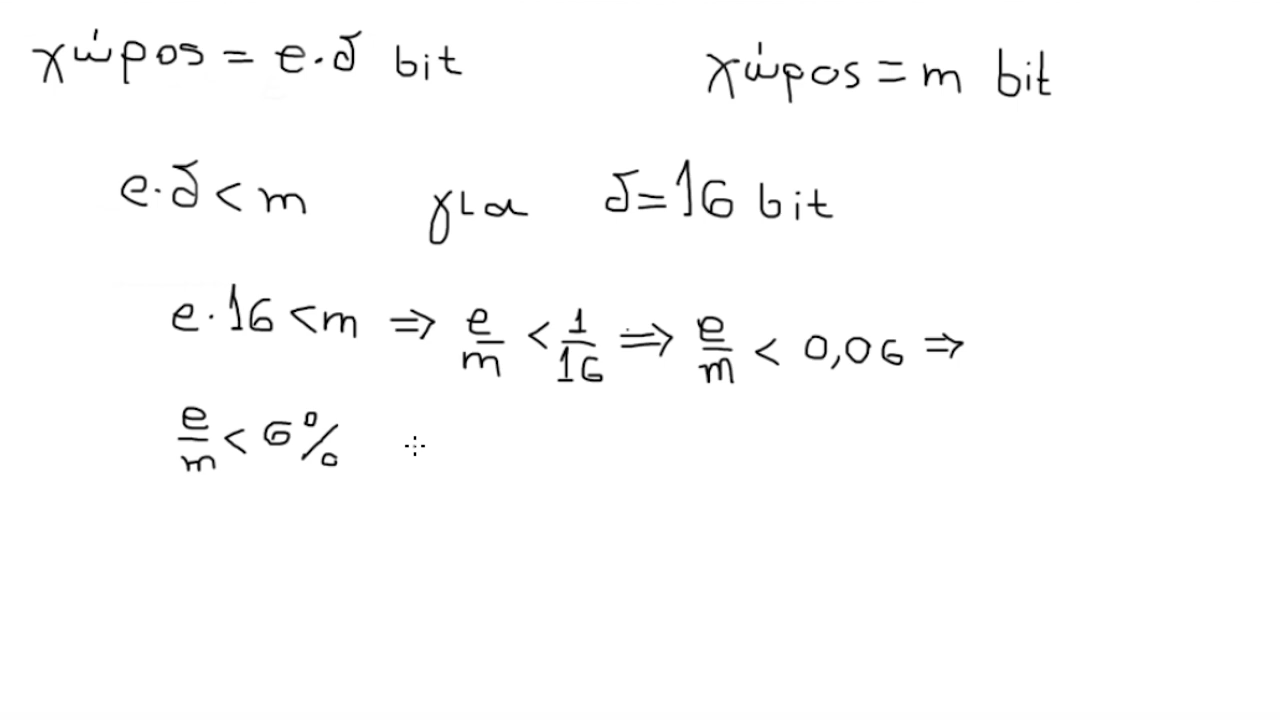 χώρος = e·δ bit χώρος = m bit
e·δ < m για δ = 16 bit
e·16 < m ⇒ e/m < 1/16 ⇒ e/m < 0,06 ⇒
e/m < 6%